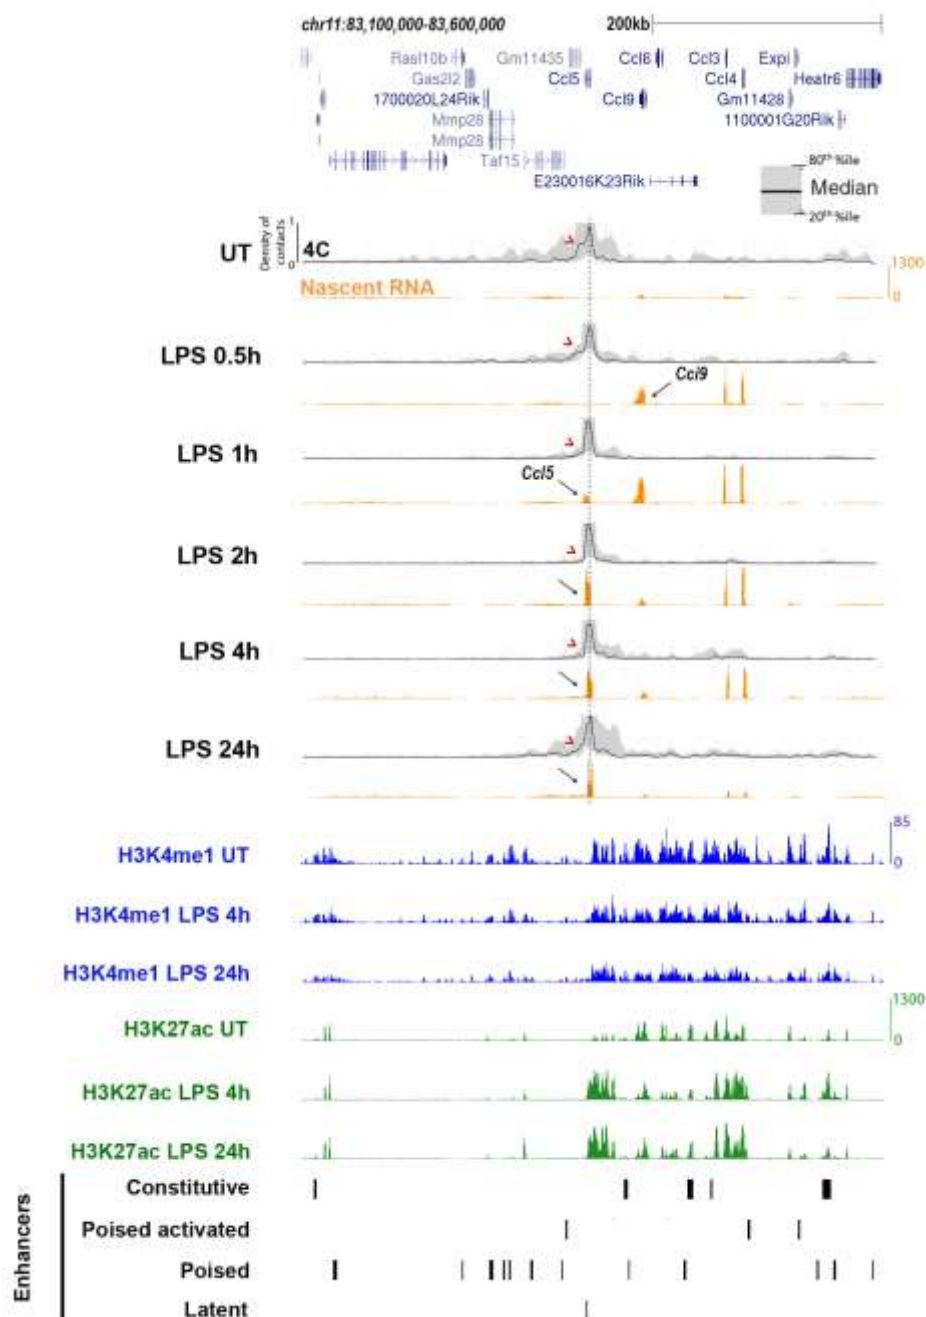 chr11:83,100,000-83,600,000 200kb
Rasl10b Gm11435 Ccl6 Ccl3 Expi
Gas2l2 Ccl5 Ccl4 Heatr6
1700020L24Rik Ccl9 Gm11428
Mmp28 1100001G20Rik
Mmp28
Taf15 80th %ile
E230016K23Rik Median
20th %ile
UT Density of contacts 1 0 4C
1300
Nascent RNA 0
LPS 0.5h
Ccl9
LPS 1h
Ccl5
LPS 2h
LPS 4h
LPS 24h
85
H3K4me1 UT 0
H3K4me1 LPS 4h
H3K4me1 LPS 24h
1300
H3K27ac UT 0
H3K27ac LPS 4h
H3K27ac LPS 24h
Enhancers
Constitutive
Poised activated
Poised
Latent